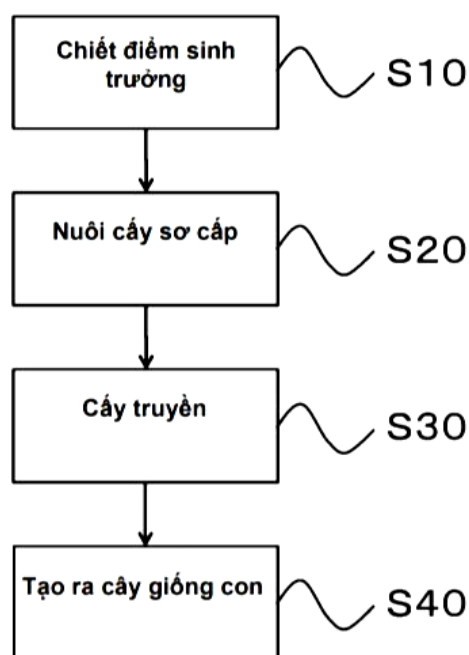 Chiết điểm sinh
trưởng
S10
Nuôi cấy sơ cấp
S20
Cấy truyền
S30
Tạo ra cây giống con
S40